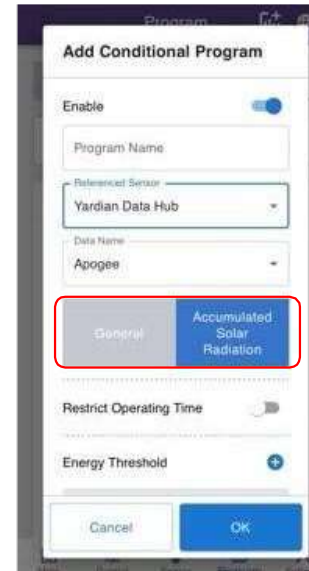 Program
Add Conditional Program
Enable
Program Name
Referenced Sensor
Yardian Data Hub
Data Name
Apogee
General
Accumulated
Solar
Radiation
Restrict Operating Time
Energy Threshold
Cancel
OK